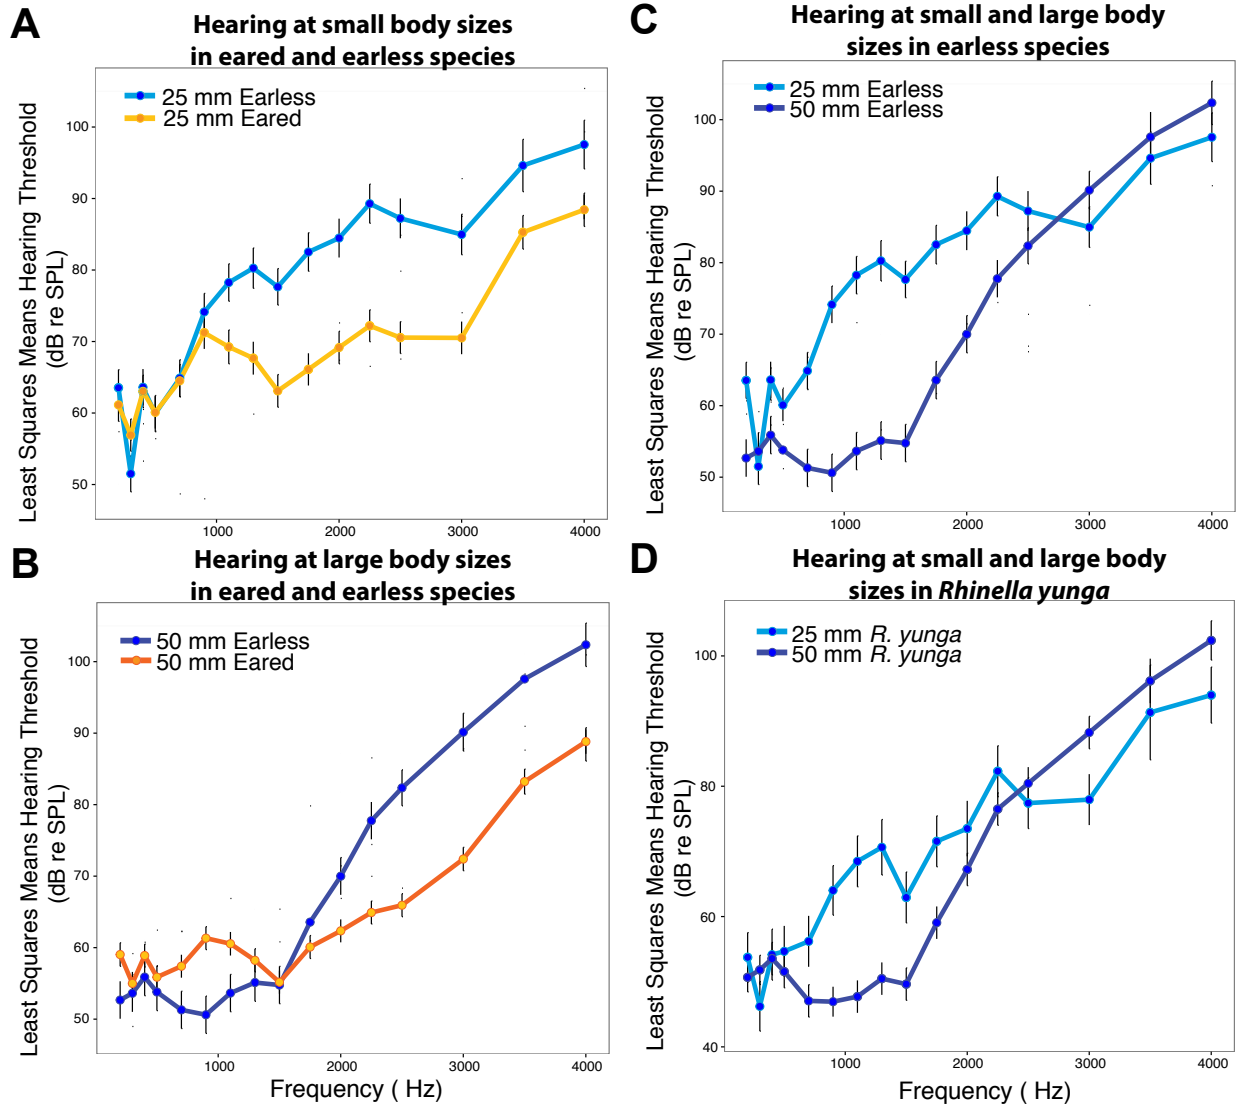 A
Hearing at small body sizes
in eared and earless species
25 mm Earless
25 mm Eared
Least Squares Means Hearing Threshold
(dB re SPL)
100
90
80
70
60
50
1000
2000
3000
4000
B
Hearing at large body sizes
in eared and earless species
50 mm Earless
50 mm Eared
Least Squares Means Hearing Threshold
(dB re SPL)
100
90
80
70
60
50
1000
2000
3000
4000
Frequency ( Hz)
C
Hearing at small and large body
sizes in earless species
25 mm Earless
50 mm Earless
Least Squares Means Hearing Threshold
(dB re SPL)
100
90
80
70
60
50
1000
2000
3000
4000
D
Hearing at small and large body
sizes in Rhinella yunga
25 mm R. yunga
50 mm R. yunga
Least Squares Means Hearing Threshold
(dB re SPL)
100
80
60
40
1000
2000
3000
4000
Frequency ( Hz)